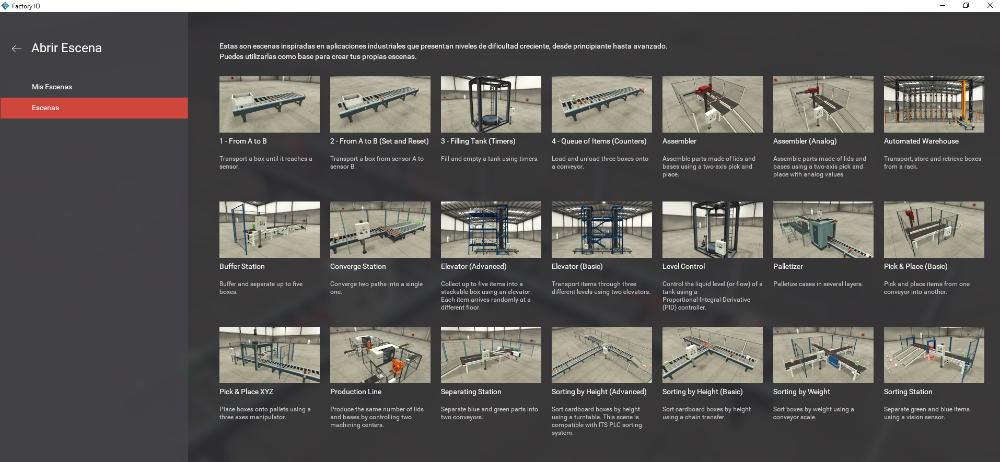 Factory IO
Abrir Escena
Mis Escenas
Escenas
Estas son escenas inspiradas en aplicaciones industriales que presentan niveles de dificultad creciente, desde principiante hasta avanzado.
Puedes utilizarlas como base para crear tus propias escenas.
1 - From A to B
Transport a box until it reaches a
sensor.
2 - From A to B (Set and Reset)
Transport a box from sensor A to
sensor B.
3 - Filling Tank (Timers)
Fill and empty a tank using timers.
4 - Queue of Items (Counters)
Load and unload three boxes onto
a conveyor.
Assembler
Assemble parts made of lids and
bases using a two-axis pick and
place.
Assembler (Analog)
Assemble parts made of lids and
bases using a two-axis pick and
place with analog values.
Automated Warehouse
Transport, store and retrieve boxes
from a rack.
Buffer Station
Buffer and separate up to five
boxes.
Converge Station
Converge two paths into a single
one.
Elevator (Advanced)
Collect up to five items into a
stackable box using an elevator.
Each item arrives randomly at a
different floor.
Elevator (Basic)
Transport items through three
different levels using two elevators.
Level Control
Control the liquid level (or flow) of a
tank using a
Proportional-Integral-Derivative
(PID) controller.
Palletizer
Palletize cases in several layers.
Pick & Place (Basic)
Pick and place items from one
conveyor into another.
Pick & Place XYZ
Place boxes onto pallets using a
three axes manipulator.
Production Line
Produce the same number of lids
and bases by controlling two
machining centers.
Separating Station
Separate blue and green parts into
two conveyors.
Sorting by Height (Advanced)
Sort cardboard boxes by height
using a turntable. This scene is
compatible with ITS PLC sorting
system.
Sorting by Height (Basic)
Sort cardboard boxes by height
using a chain transfer.
Sorting by Weight
Sort boxes by weight using a
conveyor scale.
Sorting Station
Separate green and blue items
using a vision sensor.